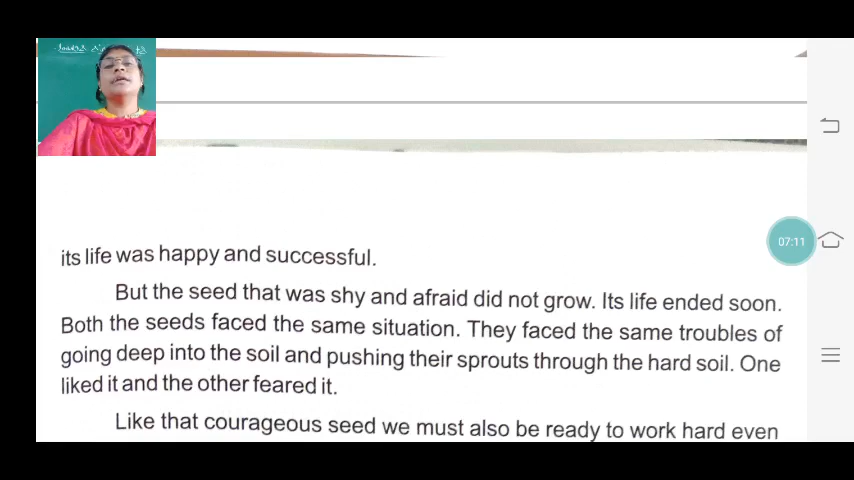 its life was happy and successful.
But the seed that was shy and afraid did not grow. Its life ended soon.
Both the seeds faced the same situation. They faced the same troubles of
going deep into the soil and pushing their sprouts through the hard soil. One
liked it and the other feared it.
Like that courageous seed we must also be ready to work hard even
07:11